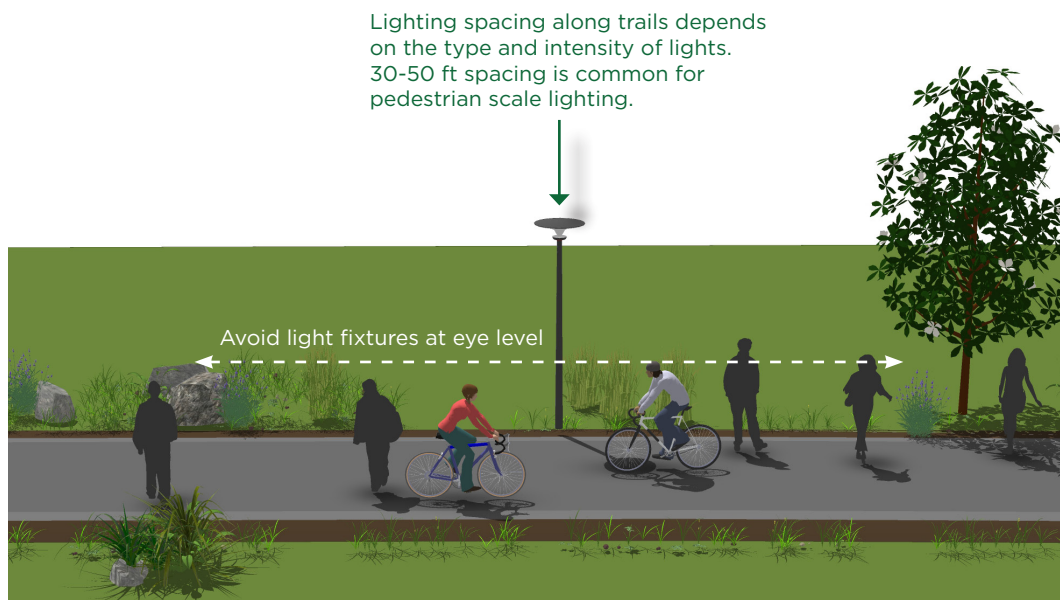 Lighting spacing along trails depends
on the type and intensity of lights.
30-50 ft spacing is common for
pedestrian scale lighting.
Avoid light fixtures at eye level